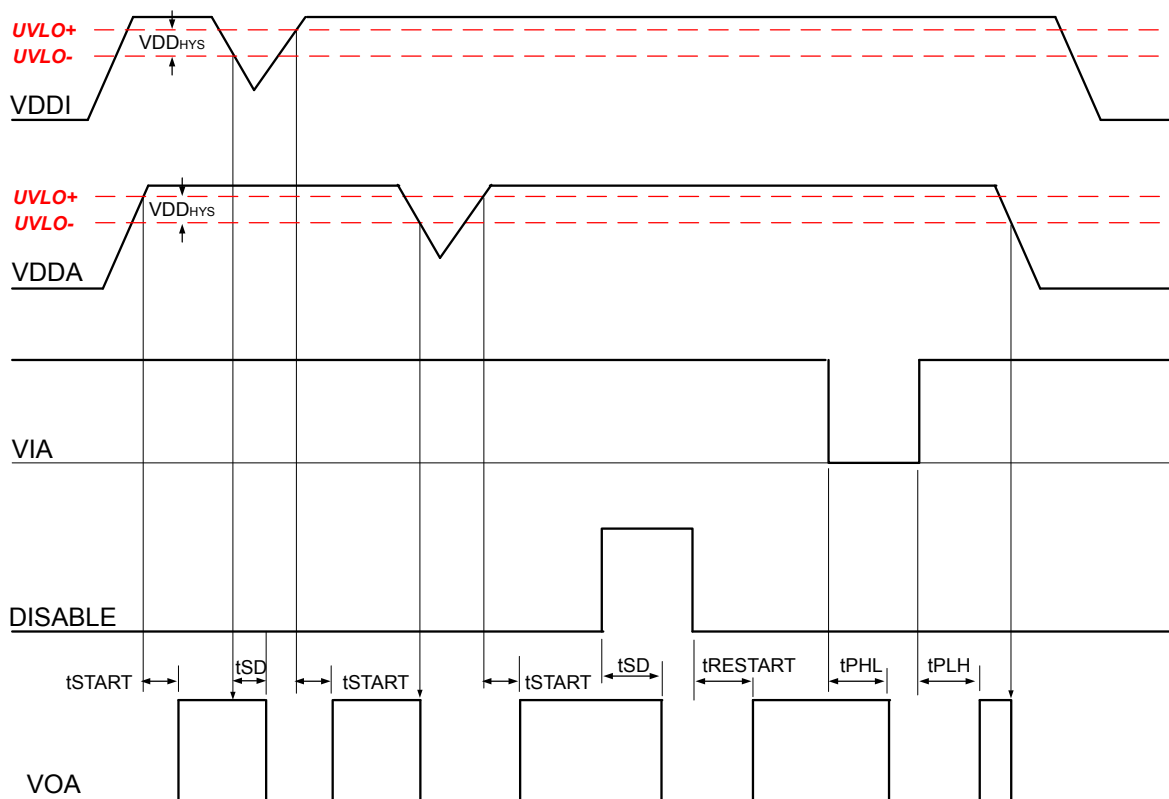 UVLO+
VDDHYS
UVLO-
VDDI
UVLO+
VDDHYS
UVLO-
VDDA
VIA
DISABLE
tSTART
tSD
tSTART
tSTART
tSD
tRESTART
tPHL
tPLH
VOA